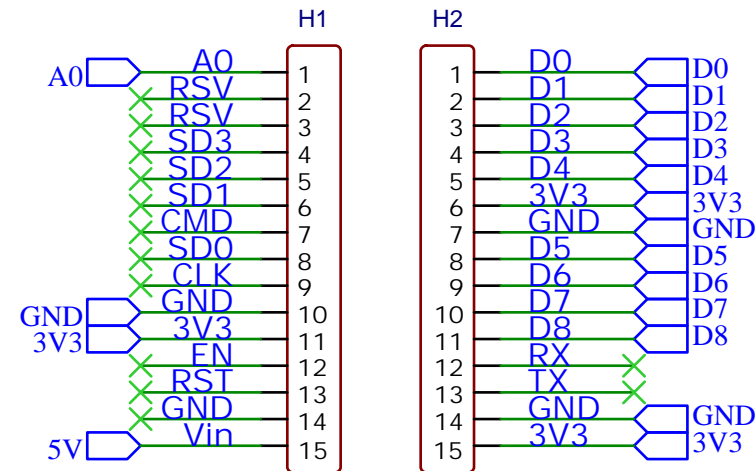 H1 H2
A0 A0 1 1 D0 D0
RSV 2 2 D1 D1
RSV 3 3 D2 D2
SD3 4 4 D3 D3
SD2 5 5 D4 D4
SD1 6 6 3V3 3V3
CMD 7 7 GND GND
SD0 8 8 D5 D5
CLK 9 9 D6 D6
GND GND 10 10 D7 D7
3V3 3V3 11 11 D8 D8
EN 12 12 RX
RST 13 13 TX
GND 14 14 GND GND
5V Vin 15 15 3V3 3V3